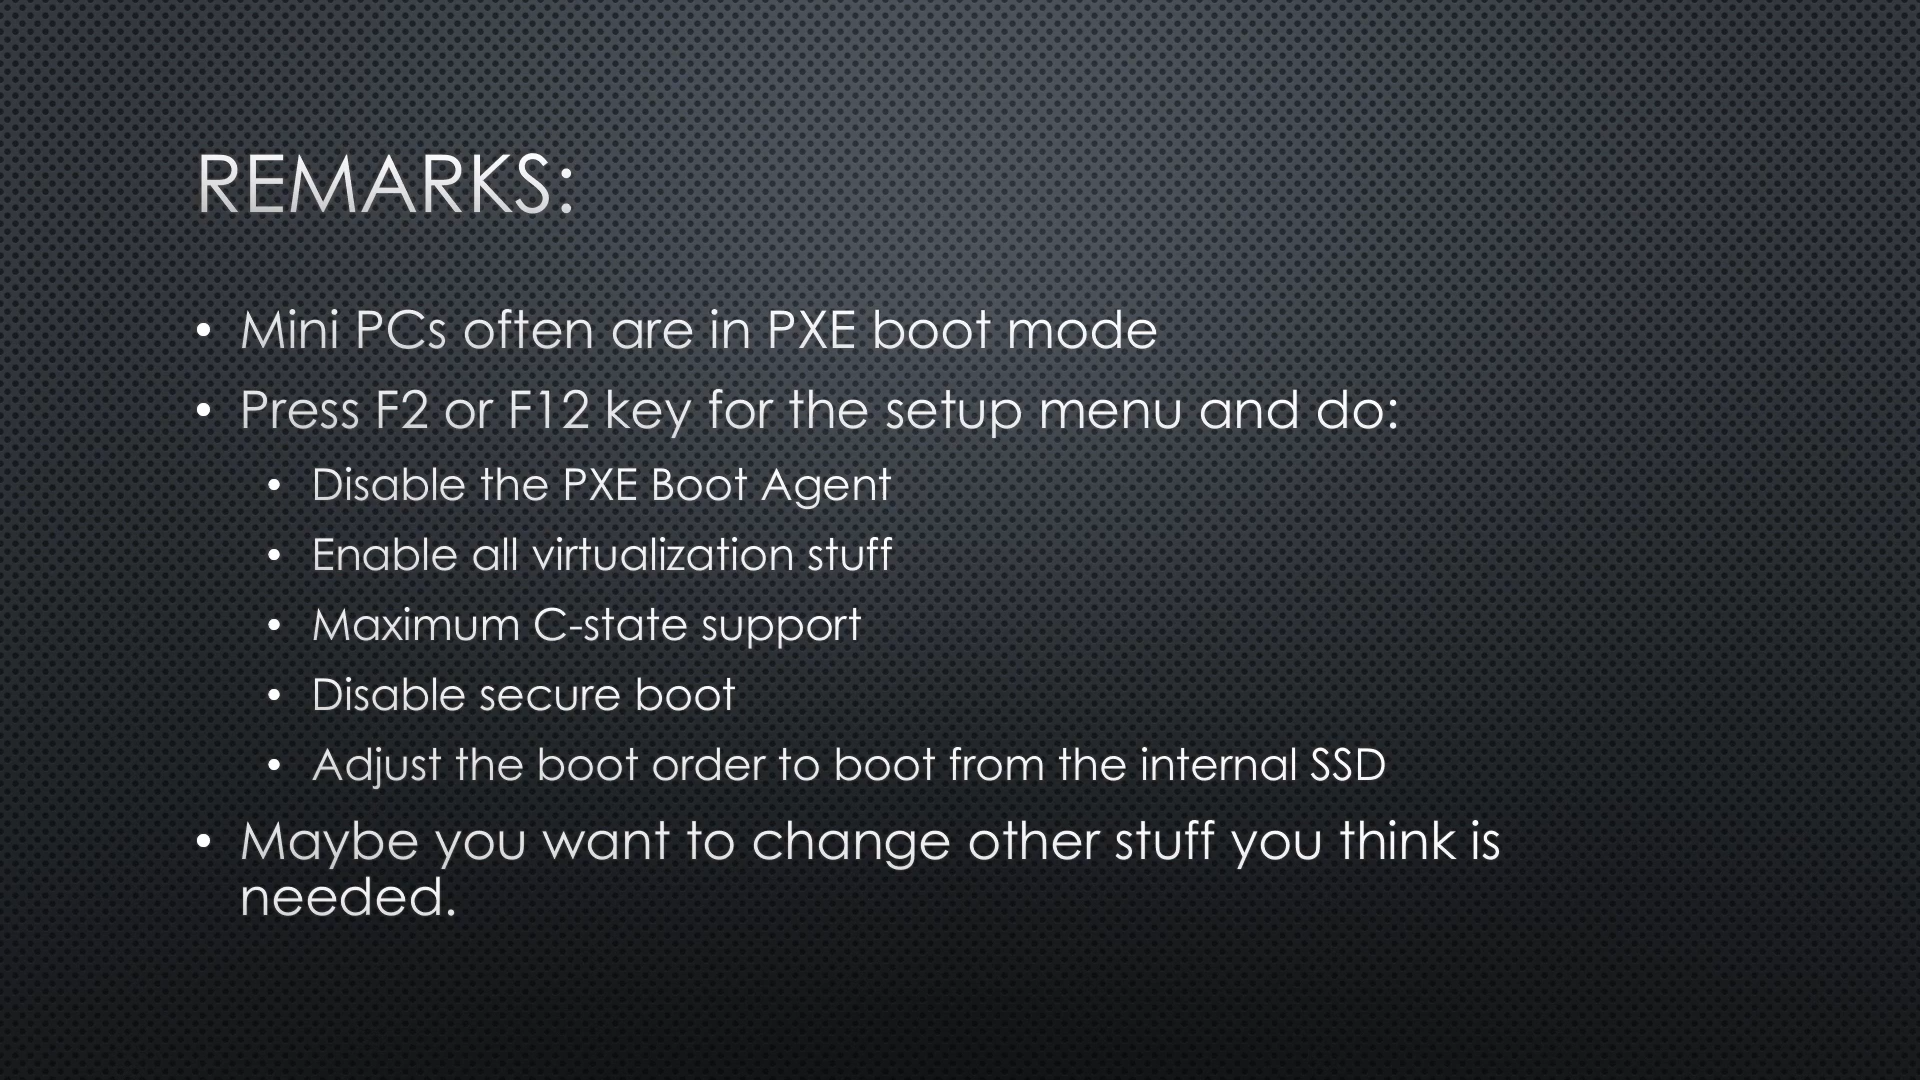 REMARKS:
• Mini PCs often are in PXE boot mode
• Press F2 or F12 key for the setup menu and do:
• Disable the PXE Boot Agent
• Enable all virtualization stuff
• Maximum C-state support
• Disable secure boot
• Adjust the boot order to boot from the internal SSD
• Maybe you want to change other stuff you think is
needed.